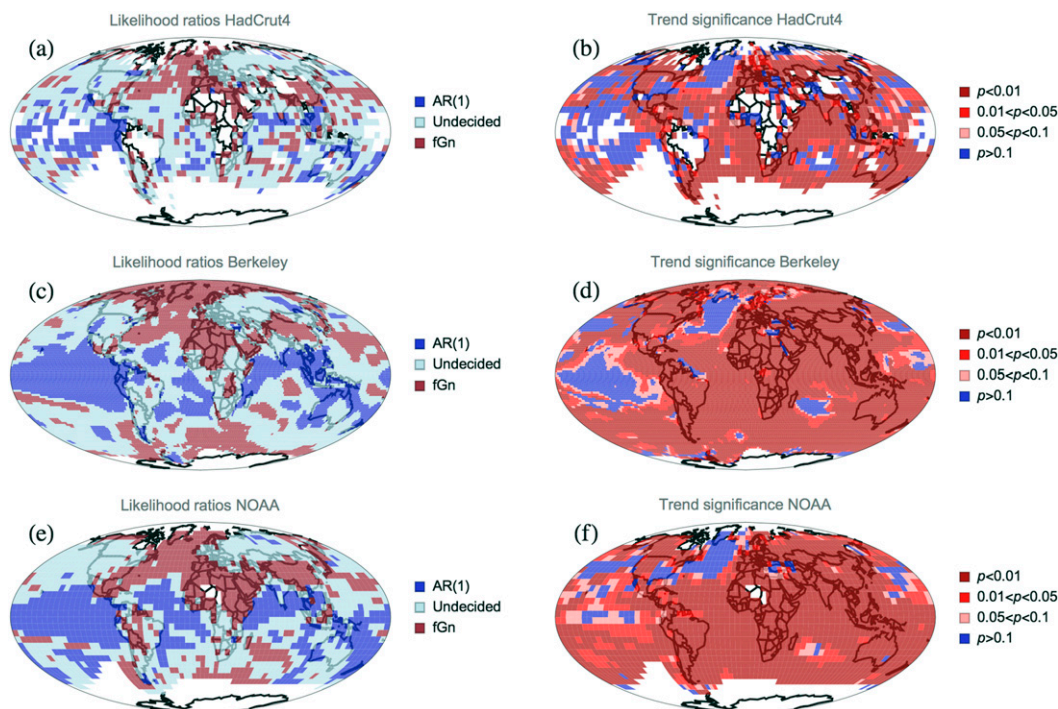 Likelihood ratios HadCrut4
(a)
AR(1)
Undecided
fGn
Trend significance HadCrut4
(b)
p<0.01
0.01<p<0.05
0.05<p<0.1
p>0.1
Likelihood ratios Berkeley
(c)
AR(1)
Undecided
fGn
Trend significance Berkeley
(d)
p<0.01
0.01<p<0.05
0.05<p<0.1
p>0.1
Likelihood ratios NOAA
(e)
AR(1)
Undecided
fGn
Trend significance NOAA
(f)
p<0.01
0.01<p<0.05
0.05<p<0.1
p>0.1